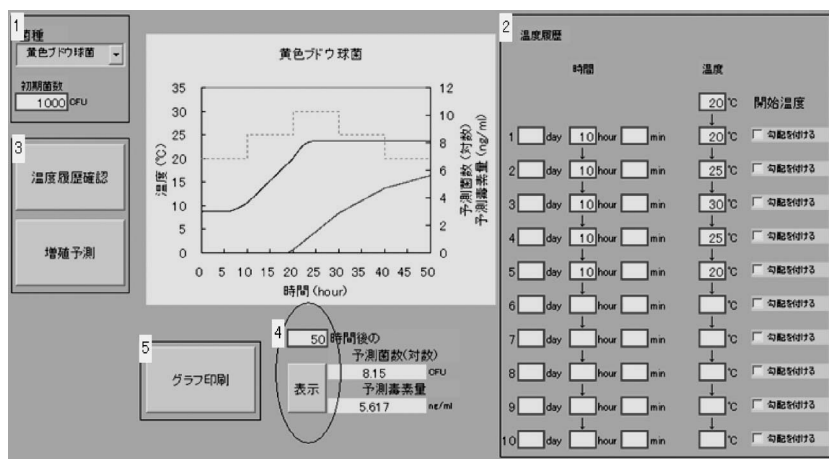 1
菌種
黄色ブドウ球菌
初期菌数
1000 CFU
3
温度履歴確認
増殖予測
黄色ブドウ球菌
温度(℃)
35
30
25
20
15
10
5
0
12
10
8
6
4
2
0
予測菌数(対数)
予測毒素量(ng/ml)
0 5 10 15 20 25 30 35 40 45 50
時間(hour)
5
グラフ印刷
4
50 時間後の
予測菌数(対数)
表示
8.15 CFU
予測毒素量
5.617 ng/ml
2
温度履歴
時間 温度
20 ℃ 開始温度
1 day 10 hour min 20 ℃ 勾配を付ける
2 day 10 hour min 25 ℃ 勾配を付ける
3 day 10 hour min 30 ℃ 勾配を付ける
4 day 10 hour min 25 ℃ 勾配を付ける
5 day 10 hour min 20 ℃ 勾配を付ける
6 day hour min ℃ 勾配を付ける
7 day hour min ℃ 勾配を付ける
8 day hour min ℃ 勾配を付ける
9 day hour min ℃ 勾配を付ける
10 day hour min ℃ 勾配を付ける